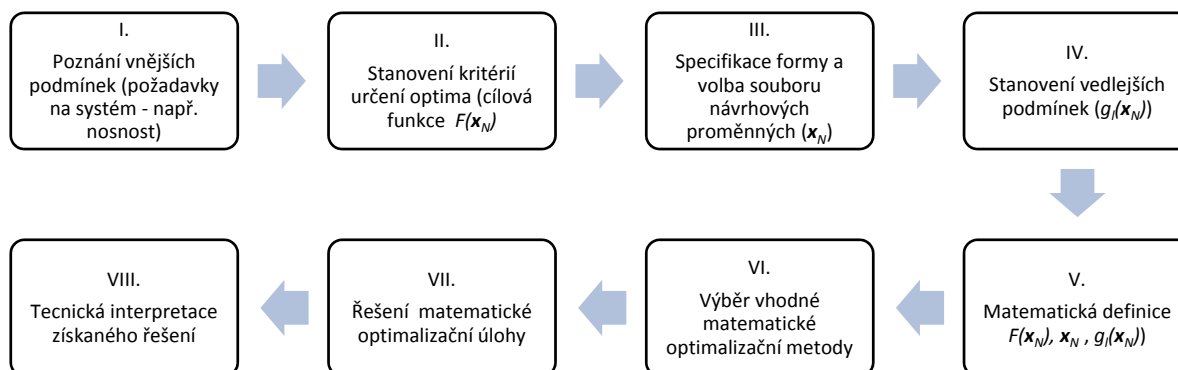 I.
Poznání vnějších
podmínek (požadavky
na systém - např.
nosnost)
II.
Stanovení kritérií
určení optima (cílová
funkce F(xN)
III.
Specifikace formy a
volba souboru
návrhových
proměnných (xN)
IV.
Stanovení vedlejších
podmínek (gl(xN))
V.
Matematická definice
F(xN), xN , gl(xN))
VI.
Výběr vhodné
matematické
optimalizační metody
VII.
Řešení matematické
optimalizační úlohy
VIII.
Tecnická interpretace
získaného řešení